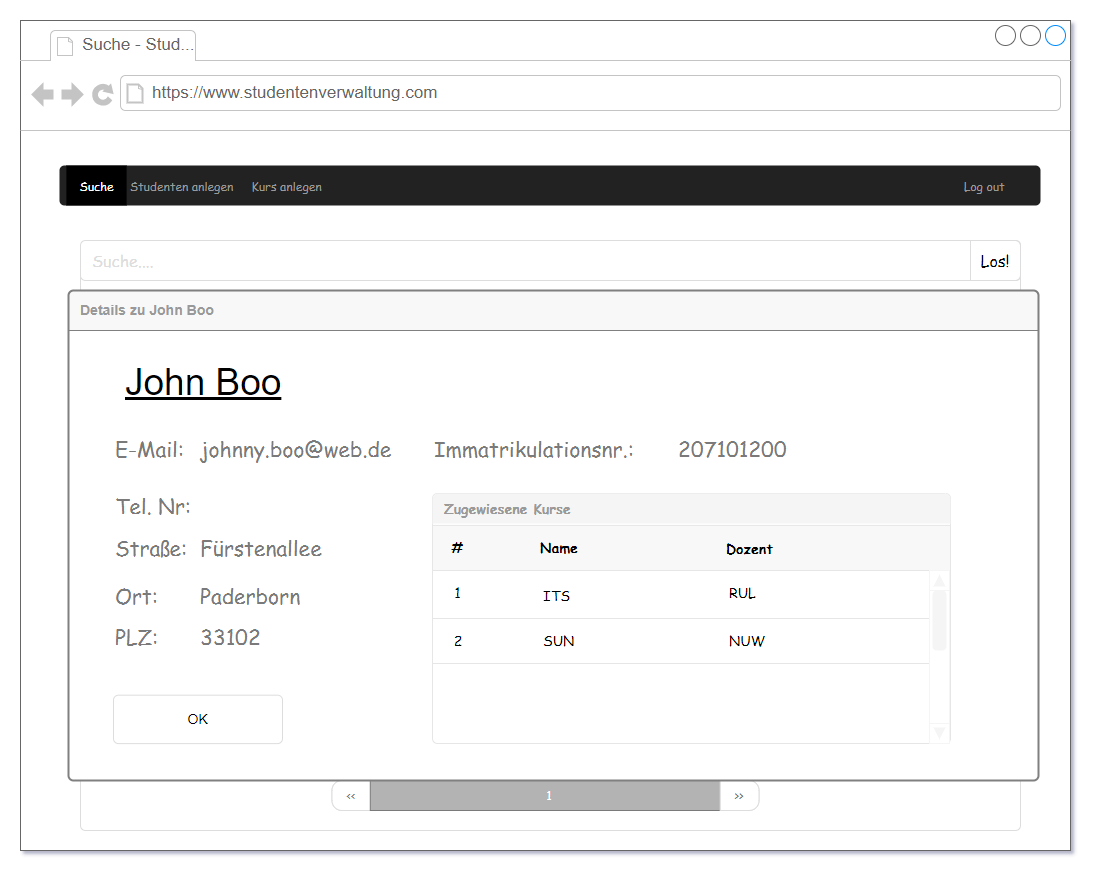 Suche - Stud...
https://www.studentenverwaltung.com
Suche Studenten anlegen Kurs anlegen Log out
Suche.... Los!
Details zu John Boo
John Boo
E-Mail: johnny.boo@web.de Immatrikulationsnr.: 207101200
Tel. Nr:
Zugewiesene Kurse
Straße: Fürstenallee
# Name Dozent
Ort: Paderborn
1 ITS RUL
PLZ: 33102
2 SUN NUW
OK
<< 1 >>